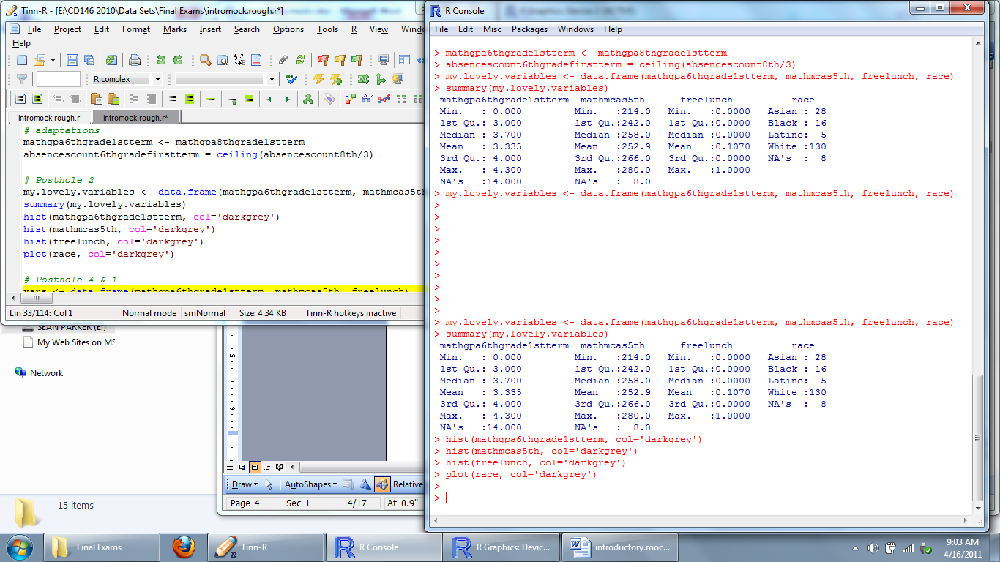 Tinn-R - [E:\CD146 2010\Data Sets\Final Exams\intromock.rough.r*]
File Project Edit Format Marks Insert Search Options Tools R View Windo
Help
R complex
intromock.rough.r intromock.rough.r*
# adaptations
mathgpa6thgrade1stterm <- mathgpa8thgrade1stterm
absencescount6thgradefirstterm = ceiling(absencescount8th/3)
# Posthole 2
my.lovely.variables <- data.frame(mathgpa6thgrade1stterm, mathmcas5th
summary(my.lovely.variables)
hist(mathgpa6thgrade1stterm, col='darkgrey')
hist(mathmcas5th, col='darkgrey')
hist(freelunch, col='darkgrey')
plot(race, col='darkgrey')
# Posthole 4 & 1
vars <- data.frame(mathgpa6thgrade1stterm, mathmcas5th, freelunch)
Lin 33/114: Col 1 Normal mode smNormal Size: 4.34 KB Tinn-R hotkeys inactive
SEAN PARKER (E:)
My Web Sites on MS
Network
15 items
5
6
Draw AutoShapes Relative
Page 4 Sec 1 4/17 At 0.9"
R Console
File Edit Misc Packages Windows Help
> mathgpa6thgrade1stterm <- mathgpa8thgrade1stterm
> absencescount6thgradefirstterm = ceiling(absencescount8th/3)
> my.lovely.variables <- data.frame(mathgpa6thgrade1stterm, mathmcas5th, freelunch, race)
> summary(my.lovely.variables)
mathgpa6thgrade1stterm mathmcas5th freelunch race
Min. : 0.000 Min. :214.0 Min. :0.0000 Asian : 28
1st Qu.: 3.000 1st Qu.:242.0 1st Qu.:0.0000 Black : 16
Median : 3.700 Median :258.0 Median :0.0000 Latino: 5
Mean : 3.335 Mean :252.9 Mean :0.1070 White :130
3rd Qu.: 4.000 3rd Qu.:266.0 3rd Qu.:0.0000 NA's : 8
Max. : 4.300 Max. :280.0 Max. :1.0000
NA's :14.000 NA's : 8.0
> my.lovely.variables <- data.frame(mathgpa6thgrade1stterm, mathmcas5th, freelunch, race)
>
>
>
>
>
>
>
>
>
>
> my.lovely.variables <- data.frame(mathgpa6thgrade1stterm, mathmcas5th, freelunch, race)
> summary(my.lovely.variables)
mathgpa6thgrade1stterm mathmcas5th freelunch race
Min. : 0.000 Min. :214.0 Min. :0.0000 Asian : 28
1st Qu.: 3.000 1st Qu.:242.0 1st Qu.:0.0000 Black : 16
Median : 3.700 Median :258.0 Median :0.0000 Latino: 5
Mean : 3.335 Mean :252.9 Mean :0.1070 White :130
3rd Qu.: 4.000 3rd Qu.:266.0 3rd Qu.:0.0000 NA's : 8
Max. : 4.300 Max. :280.0 Max. :1.0000
NA's :14.000 NA's : 8.0
> hist(mathgpa6thgrade1stterm, col='darkgrey')
> hist(mathmcas5th, col='darkgrey')
> hist(freelunch, col='darkgrey')
> plot(race, col='darkgrey')
>
>
Final Exams Tinn-R R Console R Graphics: Devic... introductory.moc...
9:03 AM
4/16/2011